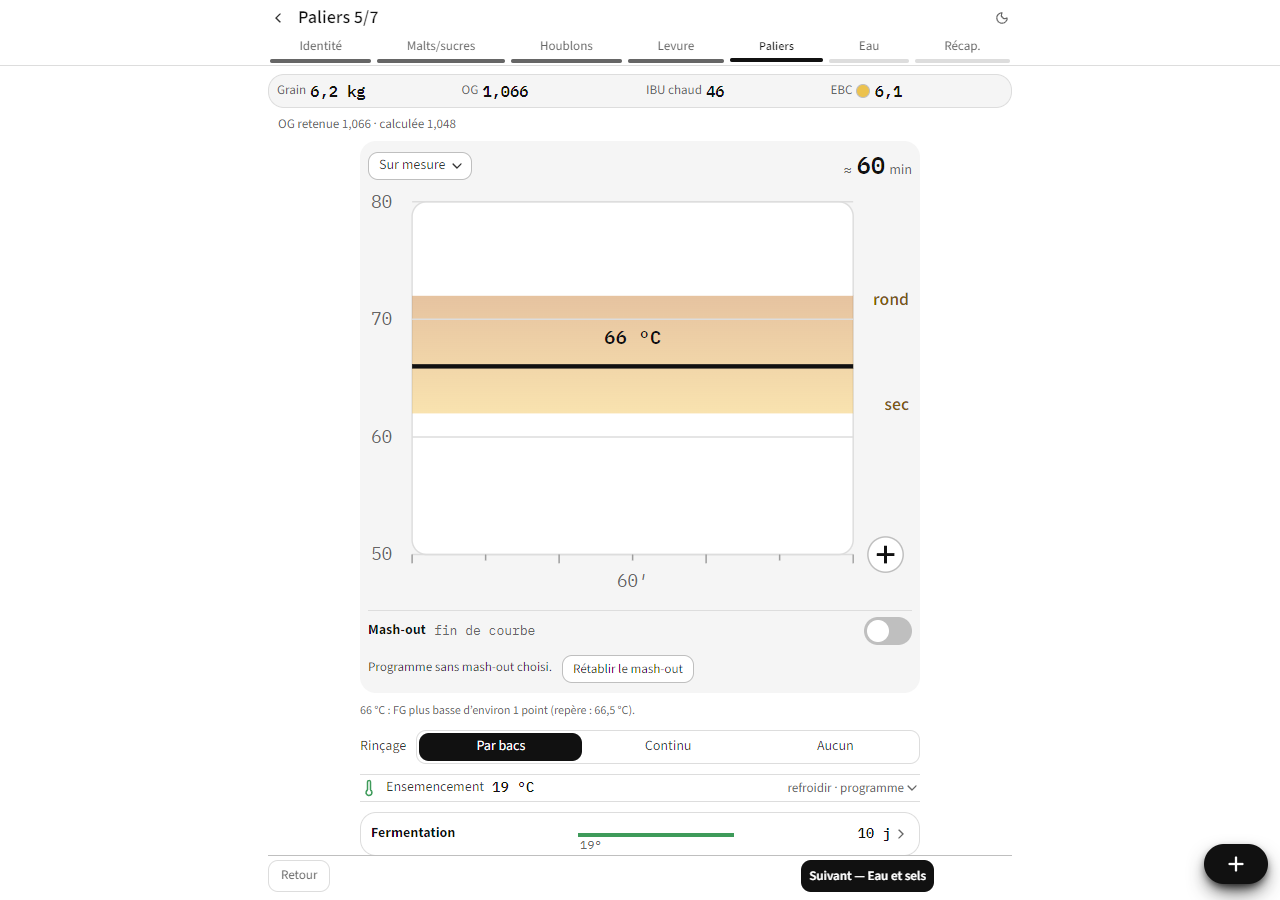 Paliers 5/7
Identité Malts/sucres Houblons Levure Paliers Eau Récap.
Grain 6,2 kg OG 1,066 IBU chaud 46 EBC 6,1
OG retenue 1,066 · calculée 1,048
Sur mesure ≈ 60 min
80
rond
70
66 °C
sec
60
50
60′
Mash-out fin de courbe
Programme sans mash-out choisi. Rétablir le mash-out
66 °C : FG plus basse d'environ 1 point (repère : 66,5 °C).
Rinçage Par bacs Continu Aucun
Ensemencement 19 °C refroidir · programme
Fermentation 10 j
19°
Retour Suivant — Eau et sels